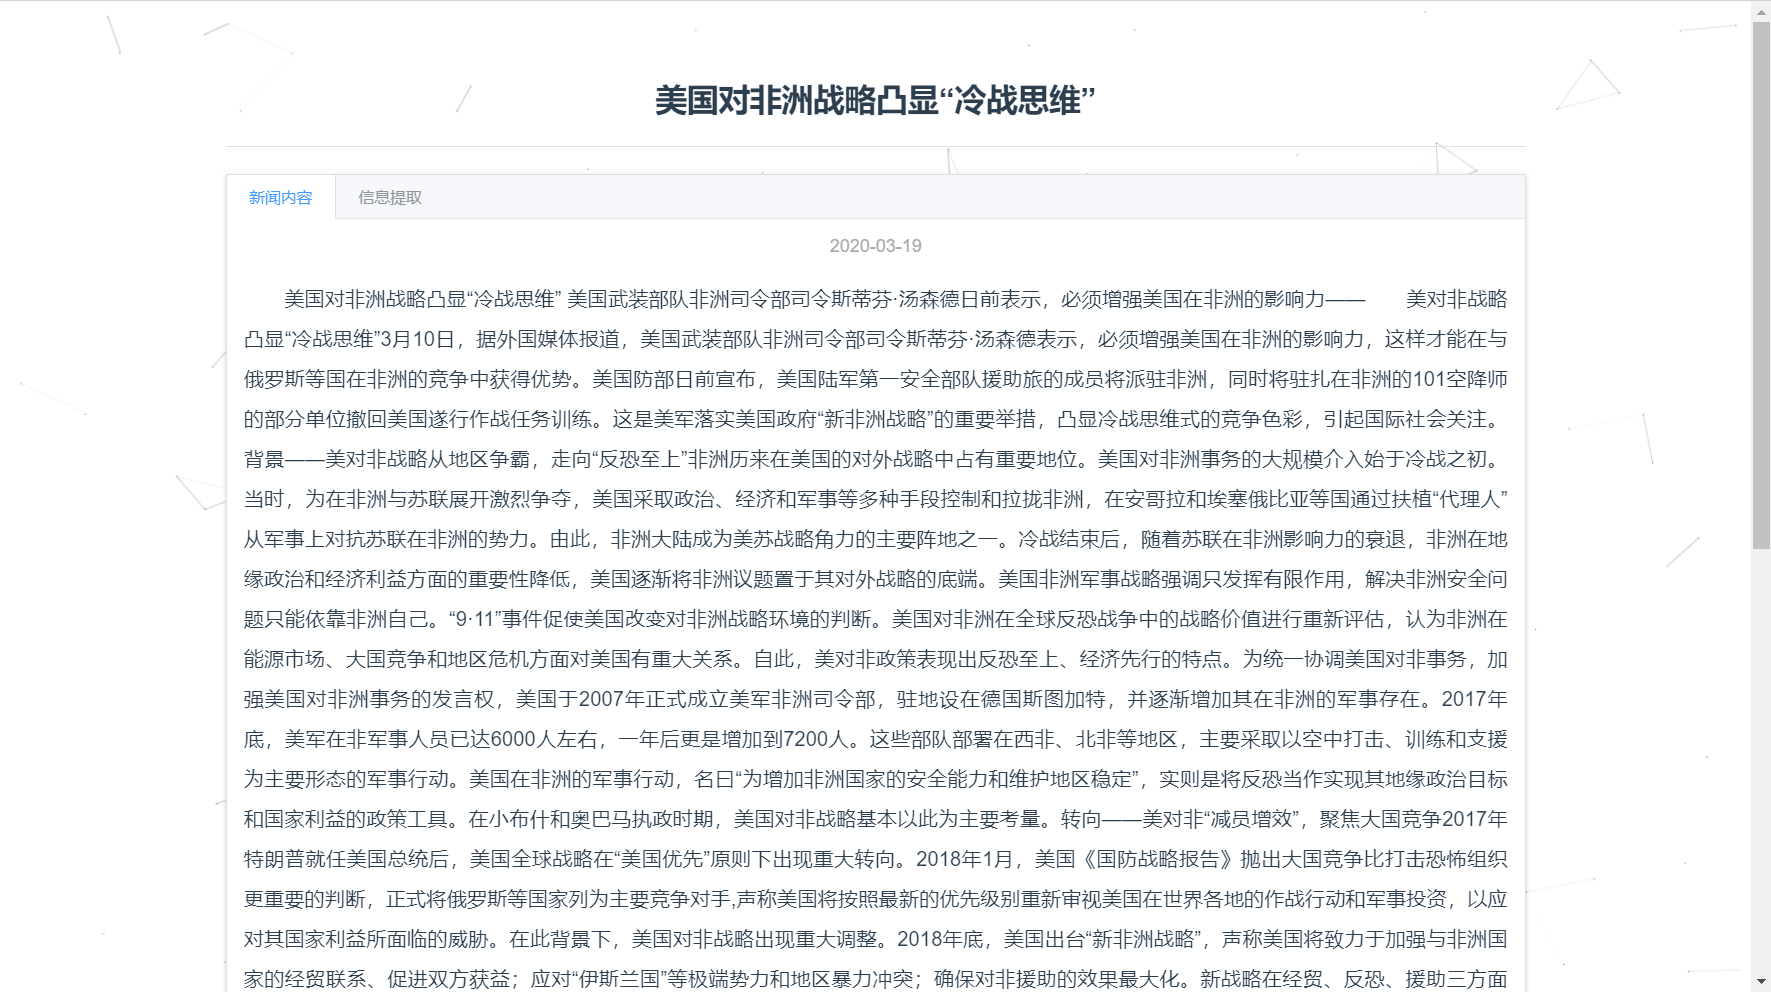 美国对非洲战略凸显“冷战思维”
新闻内容 信息提取
2020-03-19
美国对非洲战略凸显“冷战思维” 美国武装部队非洲司令部司令斯蒂芬·汤森德日前表示，必须增强美国在非洲的影响力—— 美对非战略
凸显“冷战思维”3月10日，据外国媒体报道，美国武装部队非洲司令部司令斯蒂芬·汤森德表示，必须增强美国在非洲的影响力，这样才能在与
俄罗斯等国在非洲的竞争中获得优势。美国防部日前宣布，美国陆军第一安全部队援助旅的成员将派驻非洲，同时将驻扎在非洲的101空降师
的部分单位撤回美国遂行作战任务训练。这是美军落实美国政府“新非洲战略”的重要举措，凸显冷战思维式的竞争色彩，引起国际社会关注。
背景——美对非战略从地区争霸，走向“反恐至上”非洲历来在美国的对外战略中占有重要地位。美国对非洲事务的大规模介入始于冷战之初。
当时，为在非洲与苏联展开激烈争夺，美国采取政治、经济和军事等多种手段控制和拉拢非洲，在安哥拉和埃塞俄比亚等国通过扶植“代理人”
从军事上对抗苏联在非洲的势力。由此，非洲大陆成为美苏战略角力的主要阵地之一。冷战结束后，随着苏联在非洲影响力的衰退，非洲在地
缘政治和经济利益方面的重要性降低，美国逐渐将非洲议题置于其对外战略的底端。美国非洲军事战略强调只发挥有限作用，解决非洲安全问
题只能依靠非洲自己。“9·11”事件促使美国改变对非洲战略环境的判断。美国对非洲在全球反恐战争中的战略价值进行重新评估，认为非洲在
能源市场、大国竞争和地区危机方面对美国有重大关系。自此，美对非政策表现出反恐至上、经济先行的特点。为统一协调美国对非事务，加
强美国对非洲事务的发言权，美国于2007年正式成立美军非洲司令部，驻地设在德国斯图加特，并逐渐增加其在非洲的军事存在。2017年
底，美军在非军事人员已达6000人左右，一年后更是增加到7200人。这些部队部署在西非、北非等地区，主要采取以空中打击、训练和支援
为主要形态的军事行动。美国在非洲的军事行动，名曰“为增加非洲国家的安全能力和维护地区稳定”，实则是将反恐当作实现其地缘政治目标
和国家利益的政策工具。在小布什和奥巴马执政时期，美国对非战略基本以此为主要考量。转向——美对非“减员增效”，聚焦大国竞争2017年
特朗普就任美国总统后，美国全球战略在“美国优先”原则下出现重大转向。2018年1月，美国《国防战略报告》抛出大国竞争比打击恐怖组织
更重要的判断，正式将俄罗斯等国家列为主要竞争对手,声称美国将按照最新的优先级别重新审视美国在世界各地的作战行动和军事投资，以应
对其国家利益所面临的威胁。在此背景下，美国对非战略出现重大调整。2018年底，美国出台“新非洲战略”，声称美国将致力于加强与非洲国
家的经贸联系、促进双方获益；应对“伊斯兰国”等极端势力和地区暴力冲突；确保对非援助的效果最大化。新战略在经贸、反恐、援助三方面